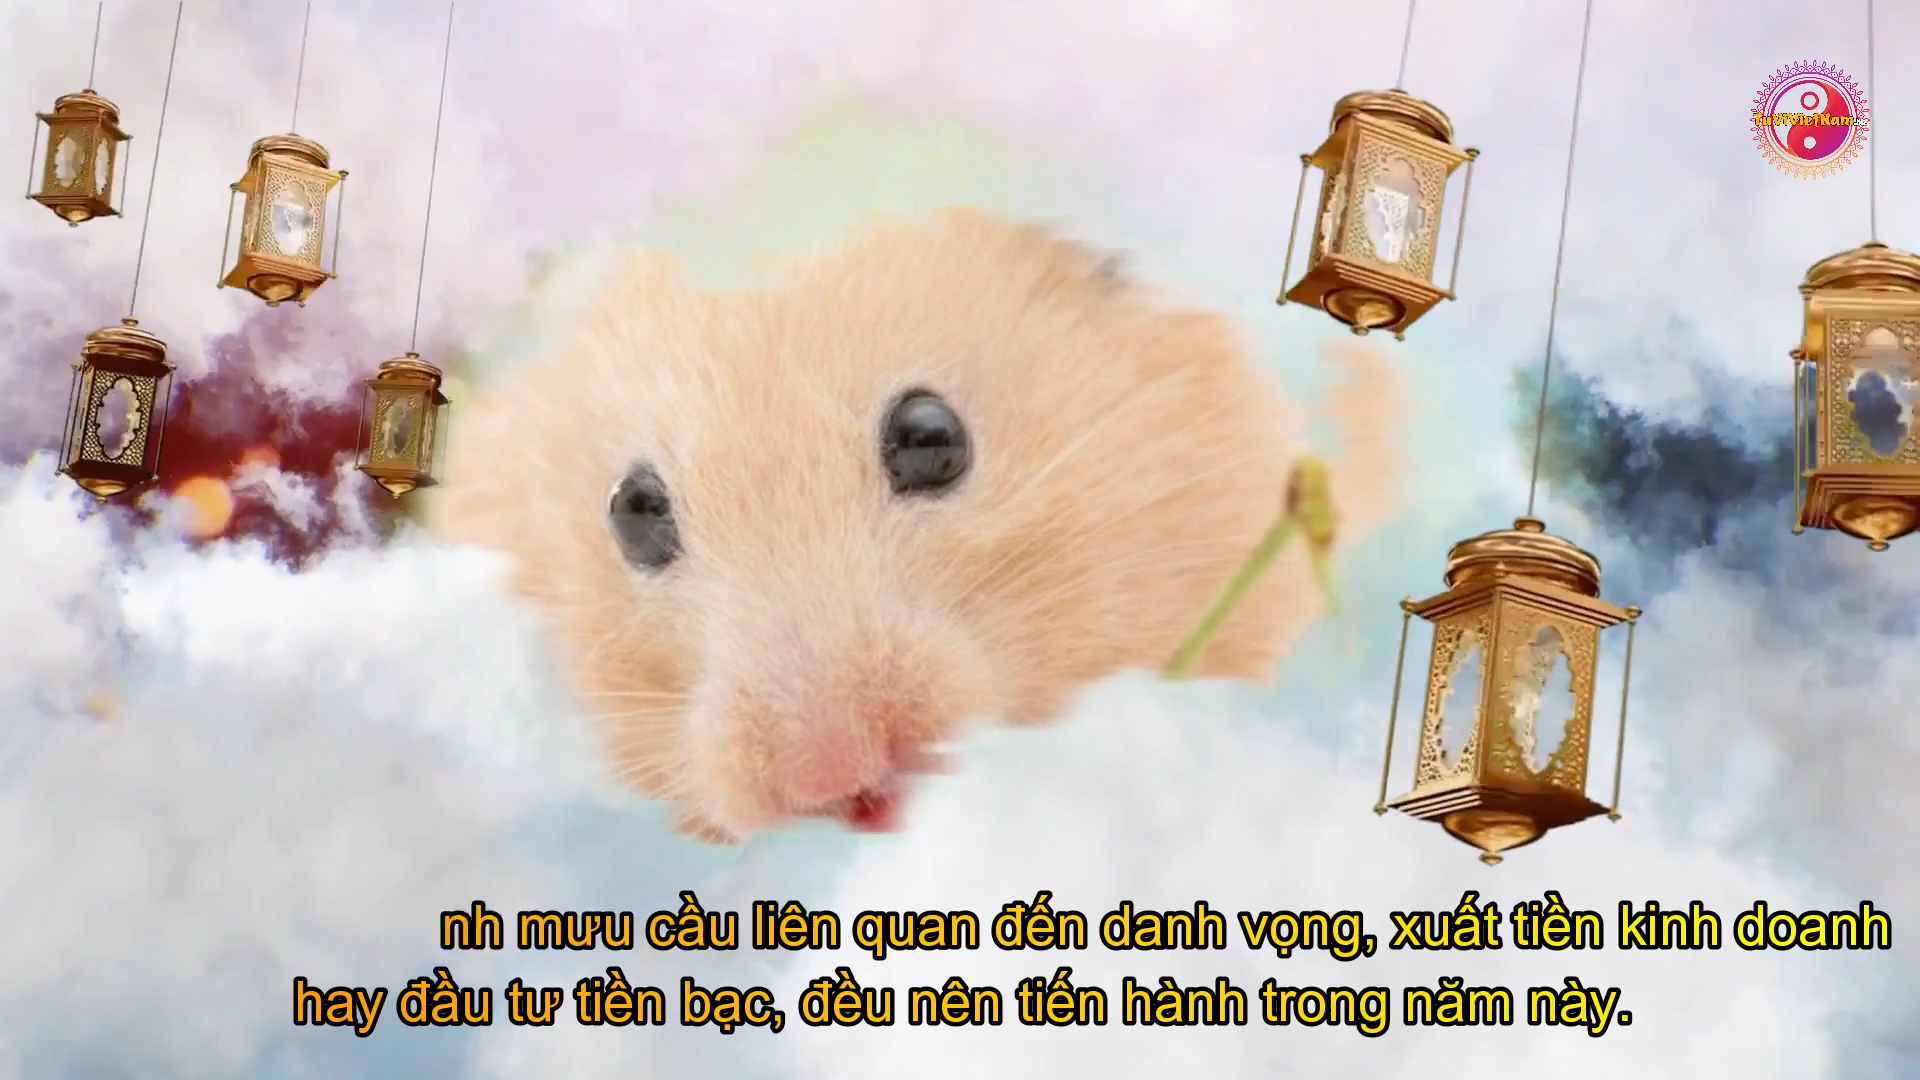 TuViVietNam
nh mưu cầu liên quan đến danh vọng, xuất tiền kinh doanh
hay đầu tư tiền bạc, đều nên tiến hành trong năm này.